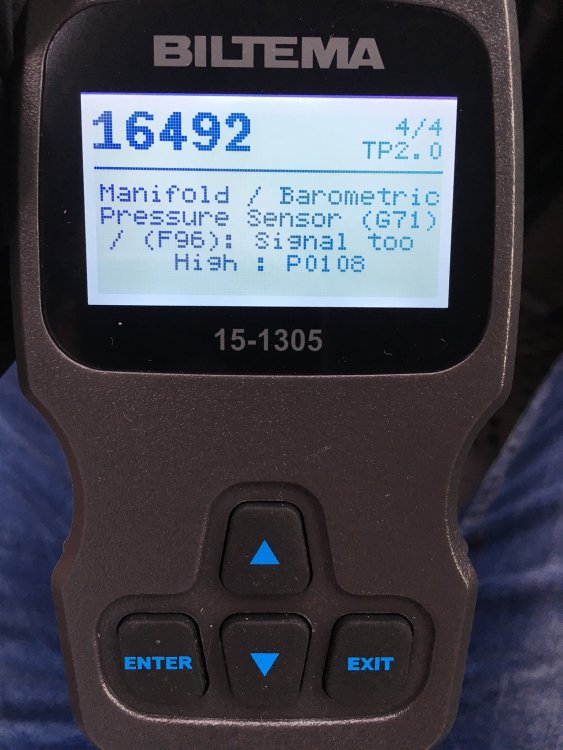 BILTEMA
16492
4/4
TP2.0
Manifold / Barometric
Pressure Sensor (G71)
/ (F96): Signal too
High : P0108
15-1305
ENTER
EXIT